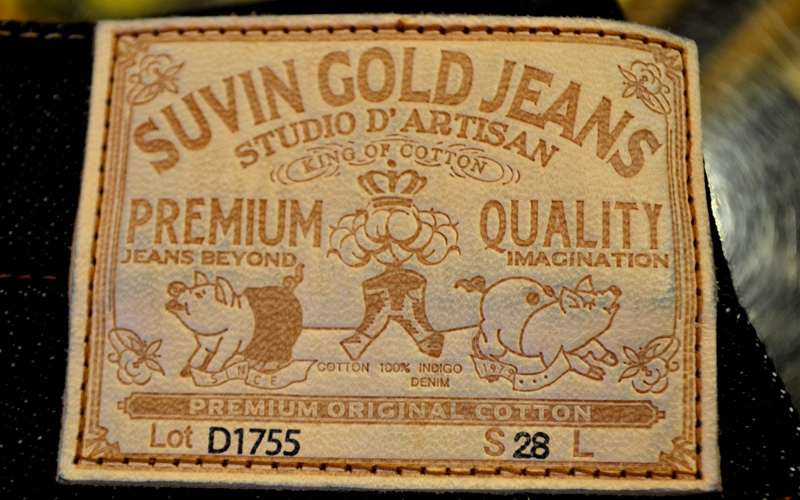 SUVIN GOLD JEANS
STUDIO D'ARTISAN
KING OF COTTON
PREMIUM QUALITY
JEANS BEYOND IMAGINATION
SINCE 1979
COTTON 100% INDIGO
DENIM
PREMIUM ORIGINAL COTTON
Lot D1755 S 28 L